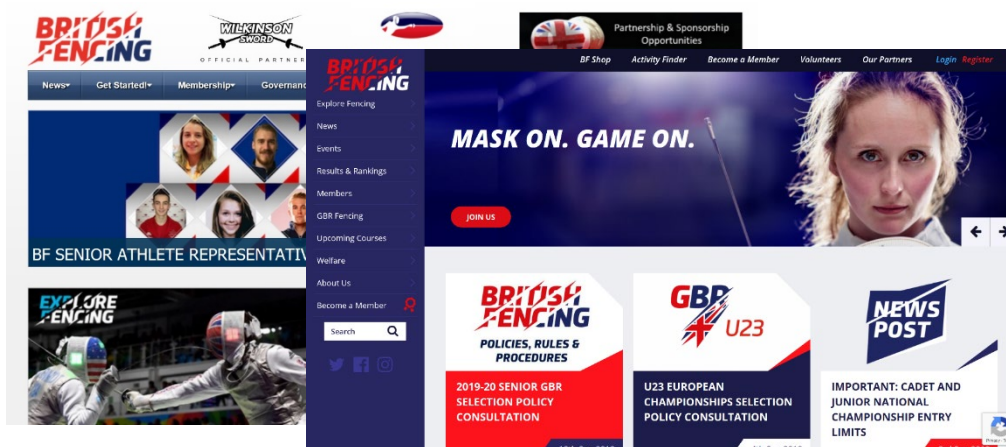 BRITISH
FENCING
WILKINSON
SWORD
OFFICIAL PARTNER
Partnership & Sponsorship
Opportunities
News
Get Started!
Membership
BF SENIOR ATHLETE
EXPLORE
FENCING
BRITISH
FENCING
BF Shop
Activity Finder
Become a Member
Volunteers
Our Partners
Login
Register
Explore Fencing
News
Events
Results & Rankings
Members
GBR Fencing
Upcoming Courses
Welfare
About Us
Become a Member
Search
MASK ON. GAME ON.
JOIN US
BRITISH
FENCING
POLICIES, RULES &
PROCEDURES
2019-20 SENIOR GBR
SELECTION POLICY
CONSULTATION
GBR
U23
U23 EUROPEAN
CHAMPIONSHIPS SELECTION
POLICY CONSULTATION
NEWS
POST
IMPORTANT: CADET AND
JUNIOR NATIONAL
CHAMPIONSHIP ENTRY
LIMITS